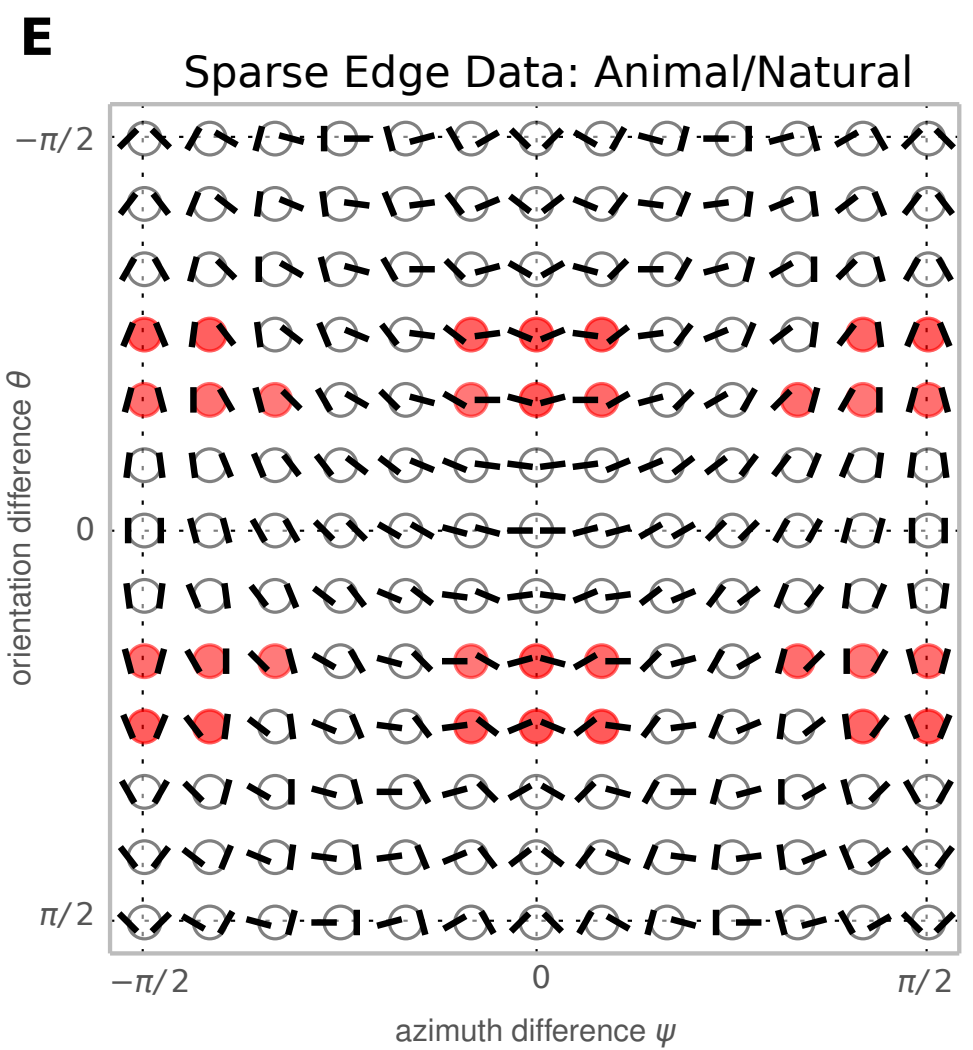 E
Sparse Edge Data: Animal/Natural
−π/2
0
π/2
orientation difference θ
−π/2
0
π/2
azimuth difference ψ